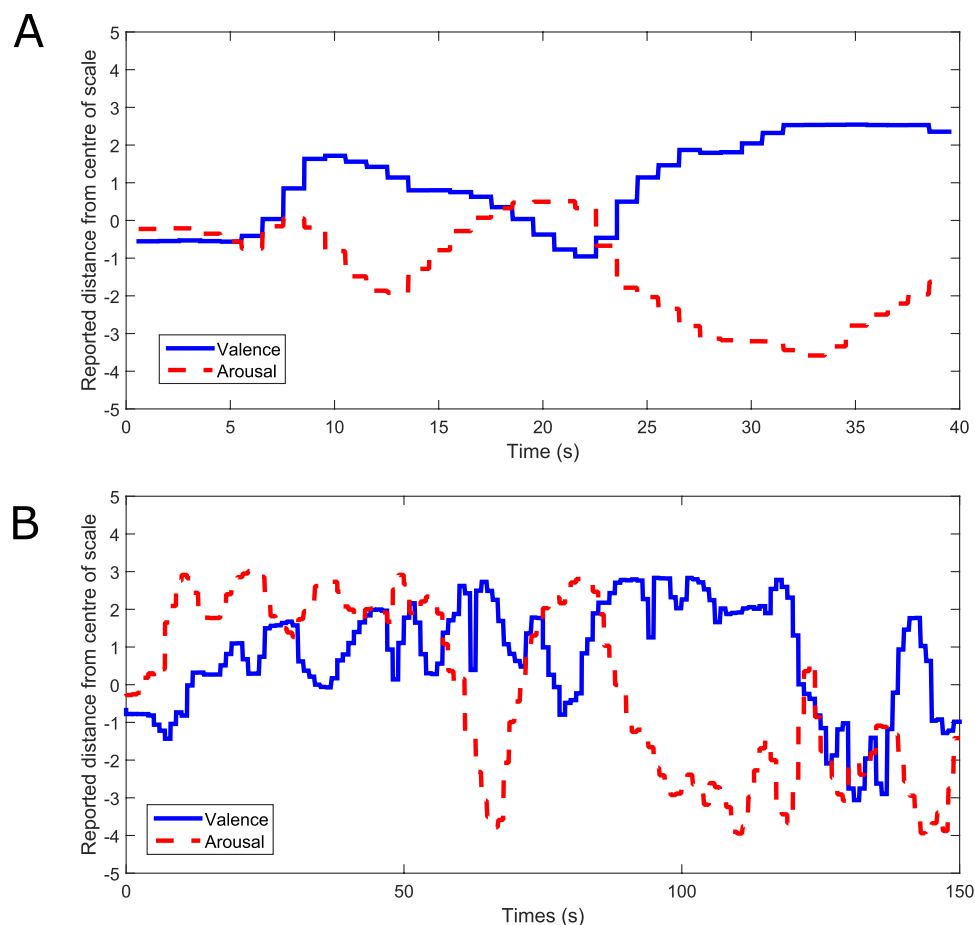 A
Reported distance from centre of scale
5
4
3
2
1
0
-1
-2
-3
-4
-5
Valence
Arousal
0 5 10 15 20 25 30 35 40
Time (s)
B
Reported distance from centre of scale
5
4
3
2
1
0
-1
-2
-3
-4
-5
Valence
Arousal
0 50 100 150
Times (s)